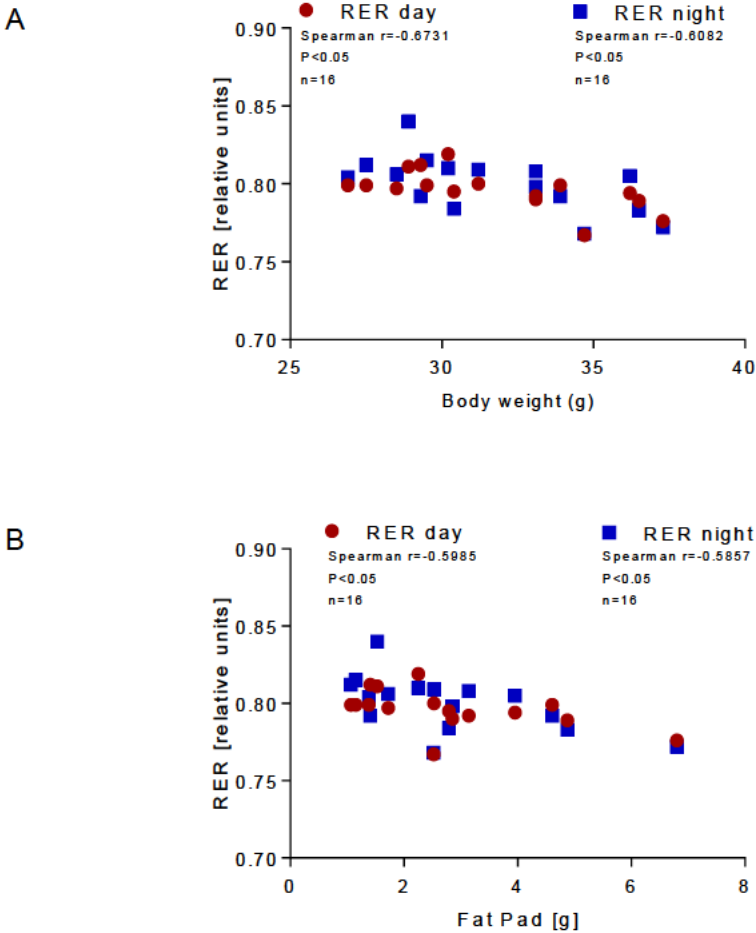 A
RER day
RER night
Spearman r=-0.6731
Spearman r=-0.6082
P<0.05
P<0.05
n=16
n=16
0.90
0.85
0.80
0.75
0.70
RER [relative units]
25
30
35
40
Body weight (g)
B
RER day
RER night
Spearman r=-0.5985
Spearman r=-0.5857
P<0.05
P<0.05
n=16
n=16
0.90
0.85
0.80
0.75
0.70
RER [relative units]
0
2
4
6
8
Fat Pad [g]